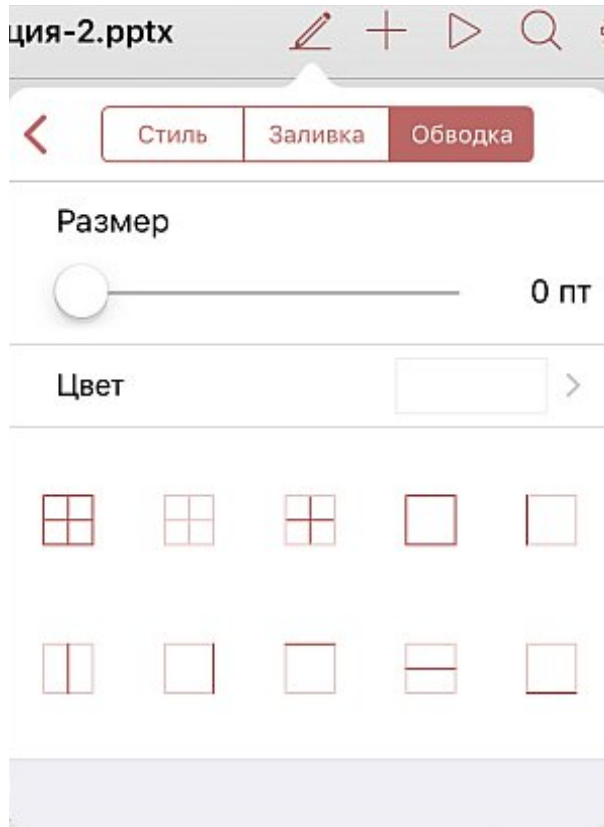 ция-2.pptx
Стиль Заливка Обводка
Размер
0 пт
Цвет